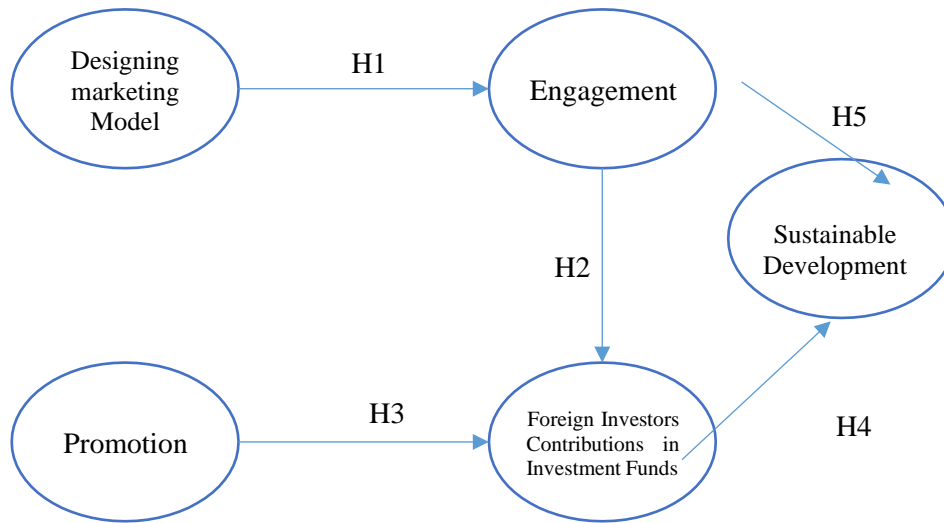 Designing
marketing
Model
H1
Engagement
H5
Sustainable
Development
H2
Promotion
H3
Foreign Investors
Contributions in
Investment Funds
H4